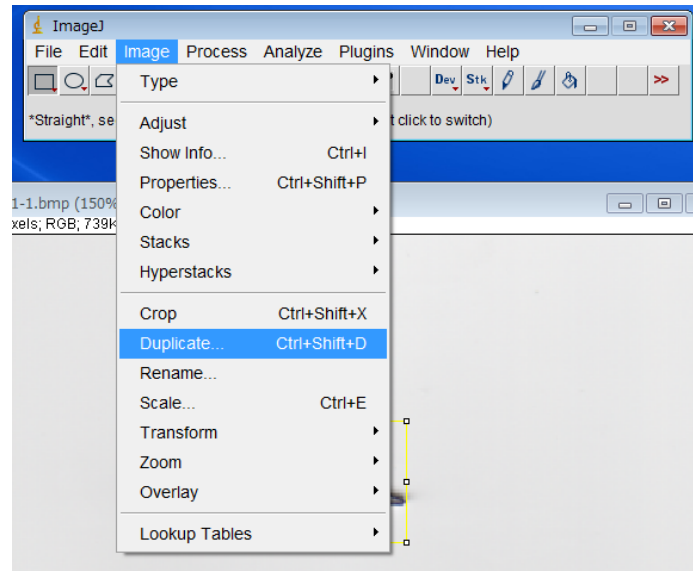 ImageJ
File Edit Image Process Analyze Plugins Window Help
Dev Stk >>
*Straight*, se
t click to switch)
Type
Adjust
Show Info... Ctrl+I
Properties... Ctrl+Shift+P
Color
Stacks
Hyperstacks
Crop Ctrl+Shift+X
Duplicate... Ctrl+Shift+D
Rename...
Scale... Ctrl+E
Transform
Zoom
Overlay
Lookup Tables
1-1.bmp (150%
xels; RGB; 739K